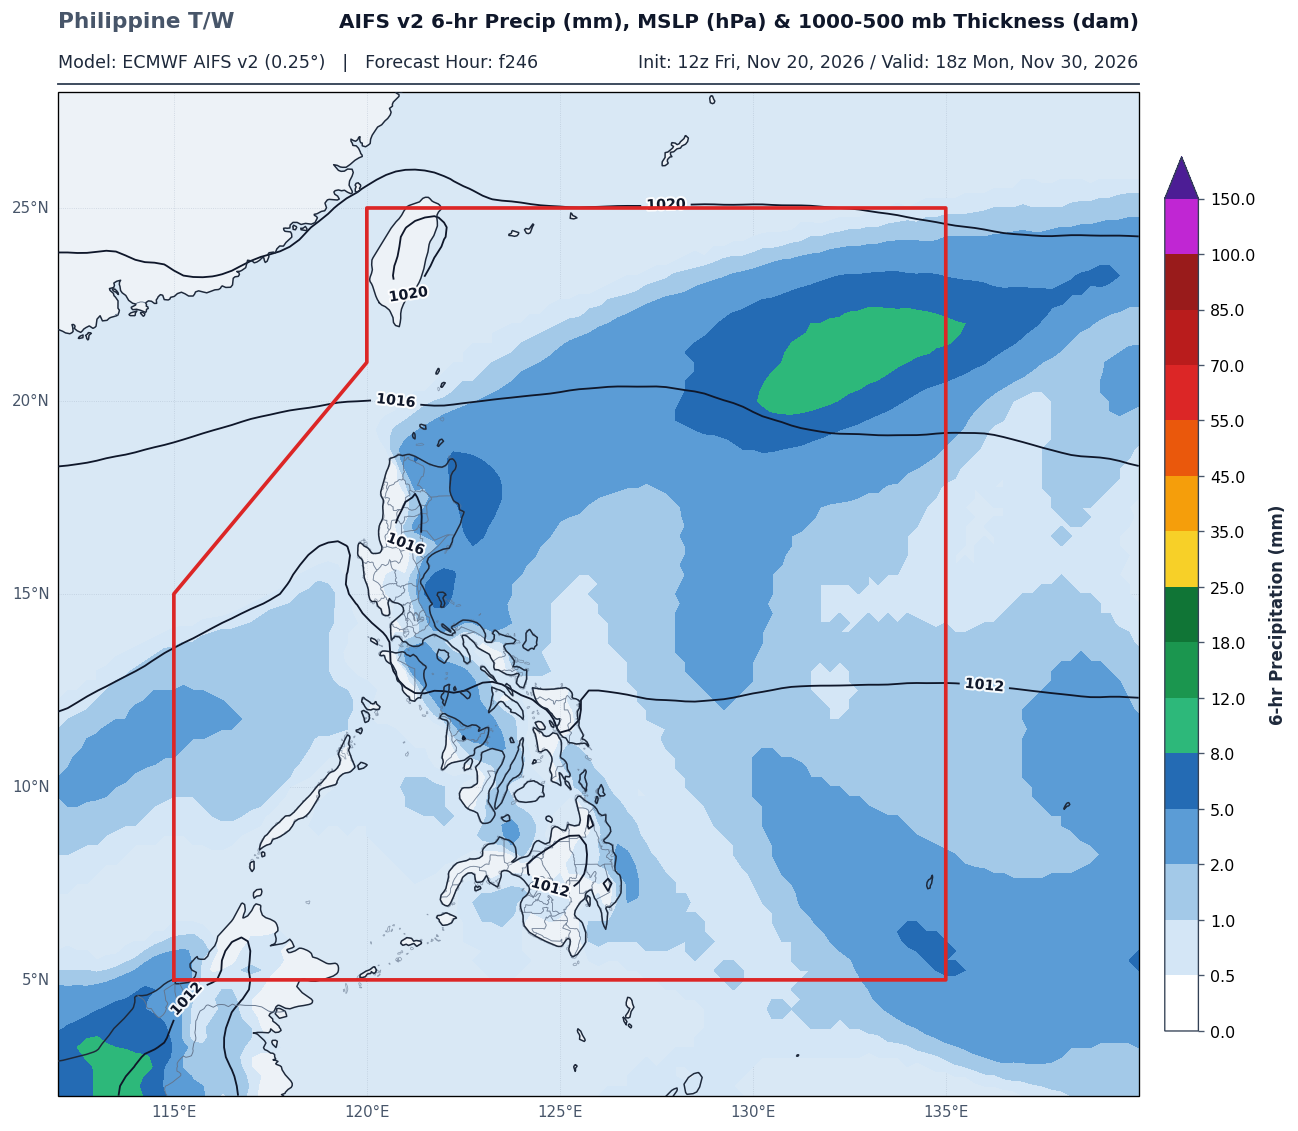 Philippine T/W
AIFS v2 6-hr Precip (mm), MSLP (hPa) & 1000-500 mb Thickness (dam)
Model: ECMWF AIFS v2 (0.25°) | Forecast Hour: f246
Init: 12z Fri, Nov 20, 2026 / Valid: 18z Mon, Nov 30, 2026
25°N
20°N
15°N
10°N
5°N
115°E
120°E
125°E
130°E
135°E
1020
1020
1016
1016
1012
1012
1012
150.0
100.0
85.0
70.0
55.0
45.0
35.0
25.0
18.0
12.0
8.0
5.0
2.0
1.0
0.5
0.0
6-hr Precipitation (mm)